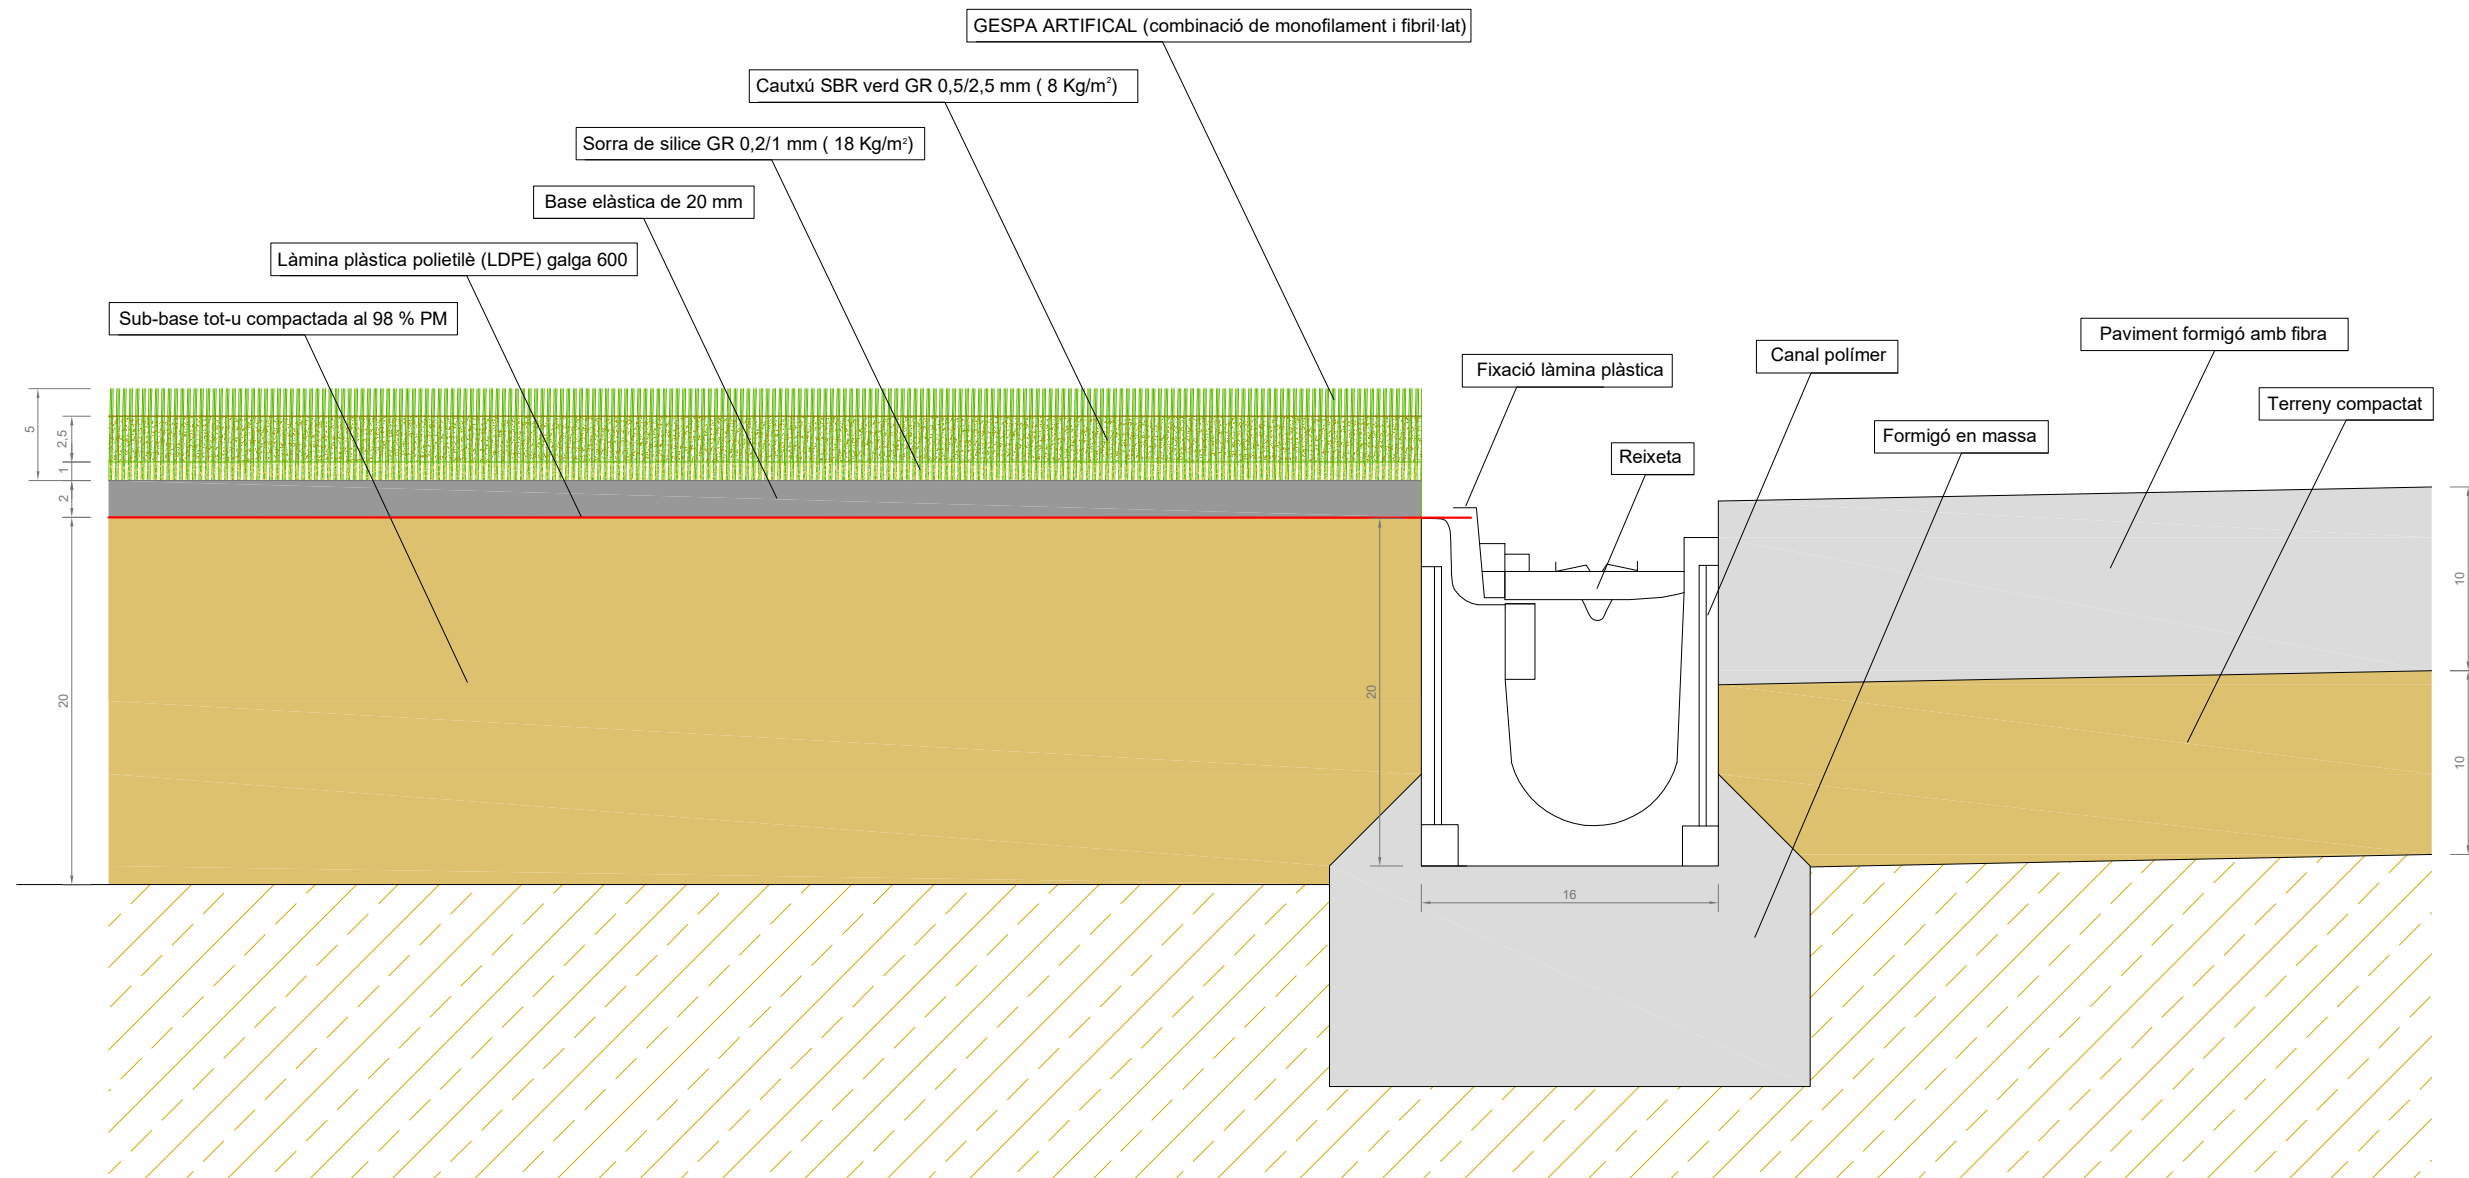 GESPA ARTIFICAL (combinació de monofilament i fibril·lat)
Cautxú SBR verd GR 0,5/2,5 mm ( 8 Kg/m²)
Sorra de silice GR 0,2/1 mm ( 18 Kg/m²)
Base elàstica de 20 mm
Làmina plàstica polietilè (LDPE) galga 600
Sub-base tot-u compactada al 98 % PM
Fixació làmina plàstica
Canal polímer
Paviment formigó amb fibra
Terreny compactat
Formigó en massa
Reixeta
5
2,5
1
2
20
20
16
10
10